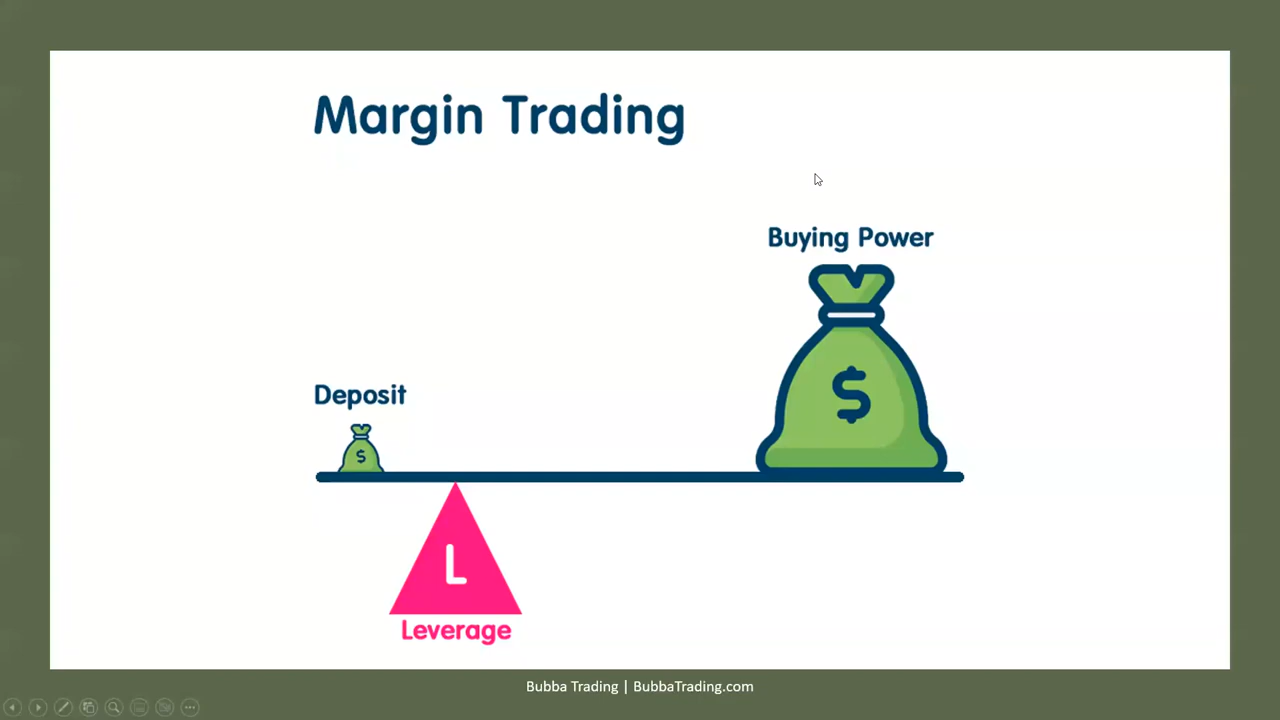 Margin Trading
Buying Power
$
Deposit
$
L
Leverage
Bubba Trading | BubbaTrading.com